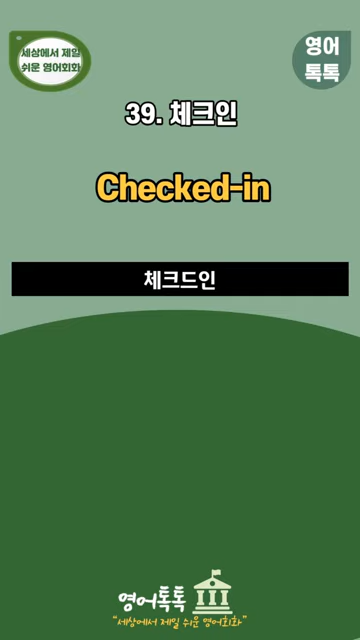 세상에서 제일
쉬운 영어회화
영어
톡톡
39. 체크인
Checked-in
체크드인
영어톡톡
"세상에서 제일 쉬운 영어회화"